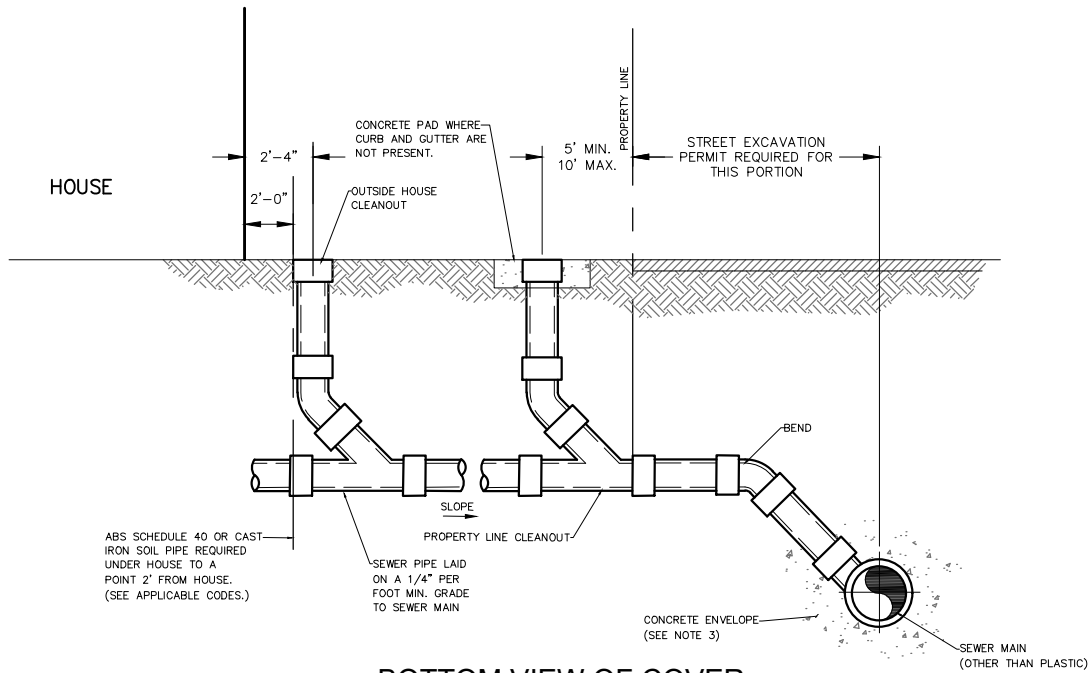 PROPERTY LINE
CONCRETE PAD WHERE
CURB AND GUTTER ARE
NOT PRESENT.
5' MIN.
10' MAX.
STREET EXCAVATION
PERMIT REQUIRED FOR
THIS PORTION
2'-4"
HOUSE
OUTSIDE HOUSE
CLEANOUT
2'-0"
BEND
SLOPE
ABS SCHEDULE 40 OR CAST
IRON SOIL PIPE REQUIRED
UNDER HOUSE TO A
POINT 2' FROM HOUSE.
(SEE APPLICABLE CODES.)
PROPERTY LINE CLEANOUT
SEWER PIPE LAID
ON A 1/4" PER
FOOT MIN. GRADE
TO SEWER MAIN
CONCRETE ENVELOPE
(SEE NOTE 3)
SEWER MAIN
(OTHER THAN PLASTIC)
BOTTOM VIEW OF COVER